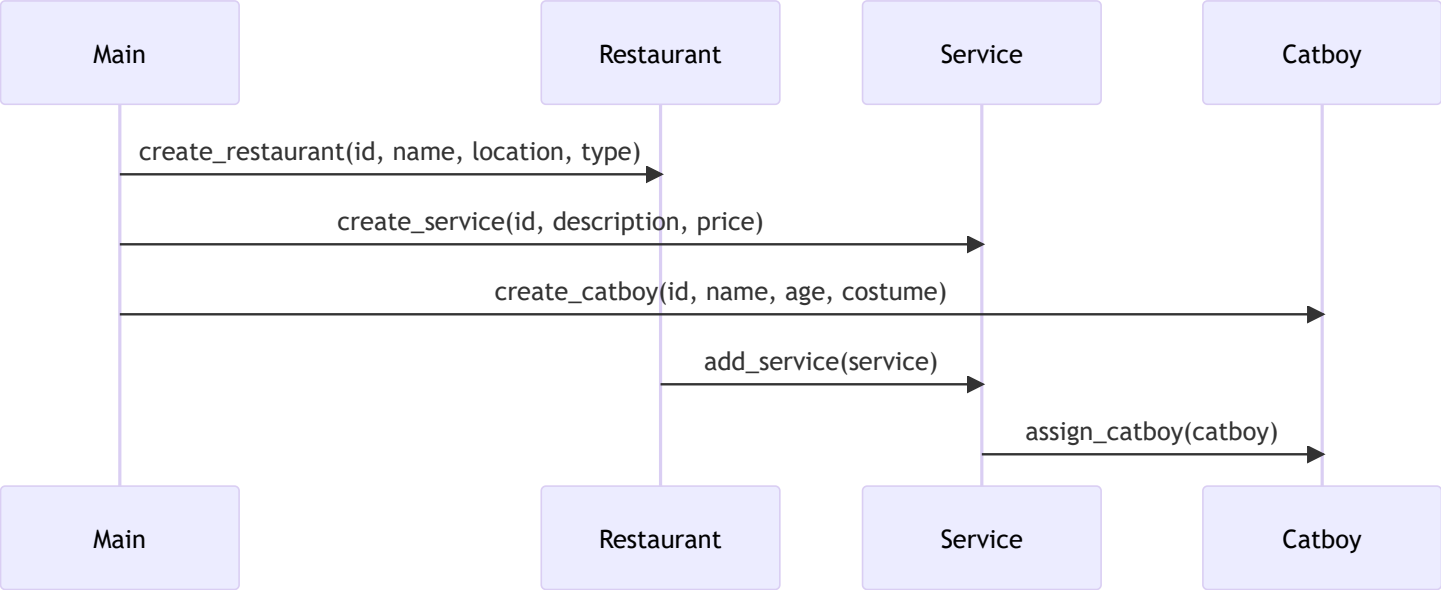 Main
Restaurant
Service
Catboy
create_restaurant(id, name, location, type)
create_service(id, description, price)
create_catboy(id, name, age, costume)
add_service(service)
assign_catboy(catboy)
Main
Restaurant
Service
Catboy